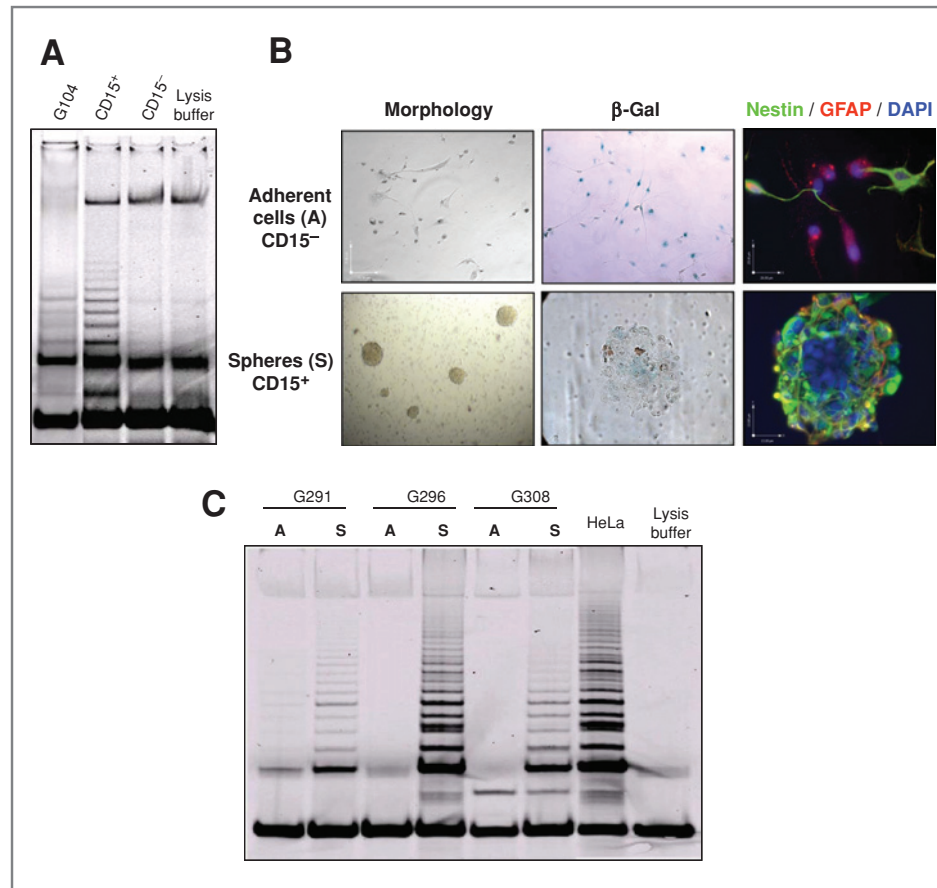 A
G104
CD15+
CD15–
Lysis
buffer
B
Morphology
β-Gal
Nestin / GFAP / DAPI
Adherent
cells (A)
CD15–
Spheres (S)
CD15+
C
G291
G296
G308
A
S
A
S
A
S
HeLa
Lysis
buffer